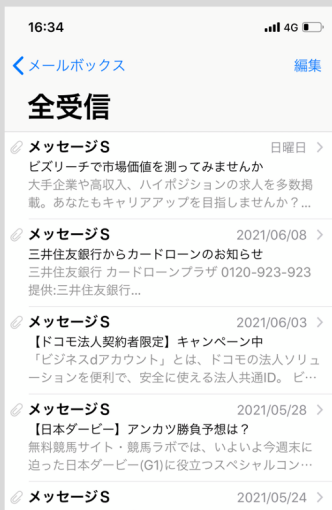 16:34
4G
メールボックス
編集
全受信
メッセージS
日曜日
ビズリーチで市場価値を測ってみませんか
大手企業や高収入、ハイポジションの求人を多数掲
載。あなたもキャリアアップを目指しませんか？...
メッセージS
2021/06/08
三井住友銀行からカードローンのお知らせ
三井住友銀行 カードローンプラザ 0120-923-923
提供:三井住友銀行...
メッセージS
2021/06/03
【ドコモ法人契約者限定】キャンペーン中
「ビジネスdアカウント」とは、ドコモの法人ソリュ
ーションを便利で、安全に使える法人共通ID。 ビ...
メッセージS
2021/05/28
【日本ダービー】アンカツ勝負予想は？
無料競馬サイト・競馬ラボでは、いよいよ今週末に
迫った日本ダービー(G1)に役立つスペシャルコン...
メッセージS
2021/05/24